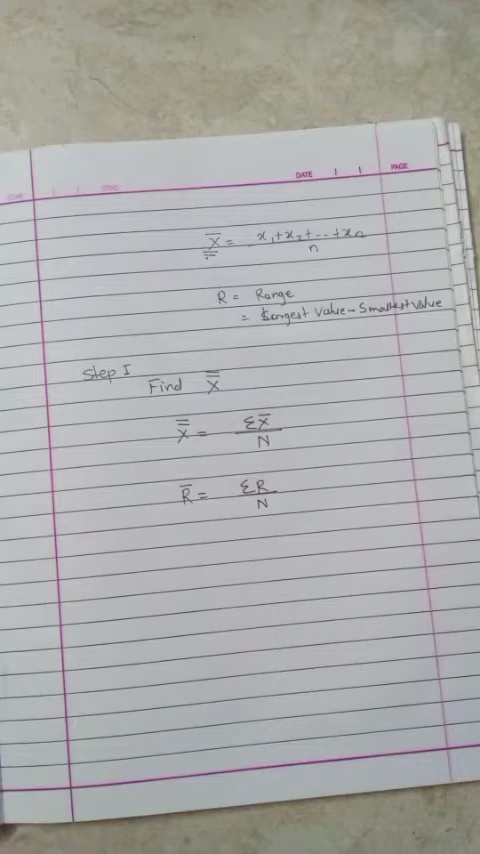 DATE PAGE
X̄ = x₁+x₂+...+xₙ / n
R = Range
= Largest Value - Smallest Value
Step I
Find X̿
X̿ = ΣX̄ / N
R̄ = ΣR / N